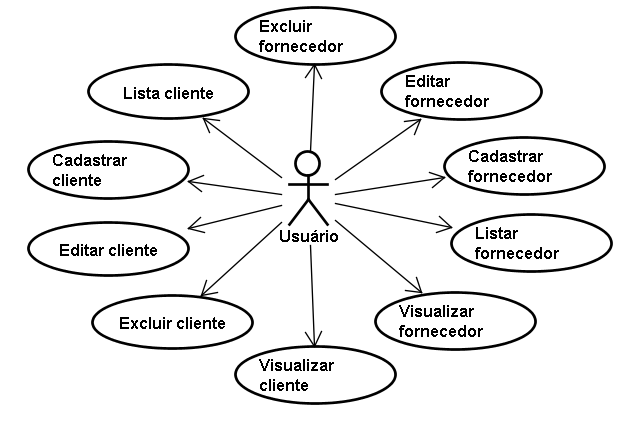 Excluir
fornecedor
Lista cliente
Editar
fornecedor
Cadastrar
cliente
Cadastrar
fornecedor
Usuário
Editar cliente
Listar
fornecedor
Excluir cliente
Visualizar
fornecedor
Visualizar
cliente